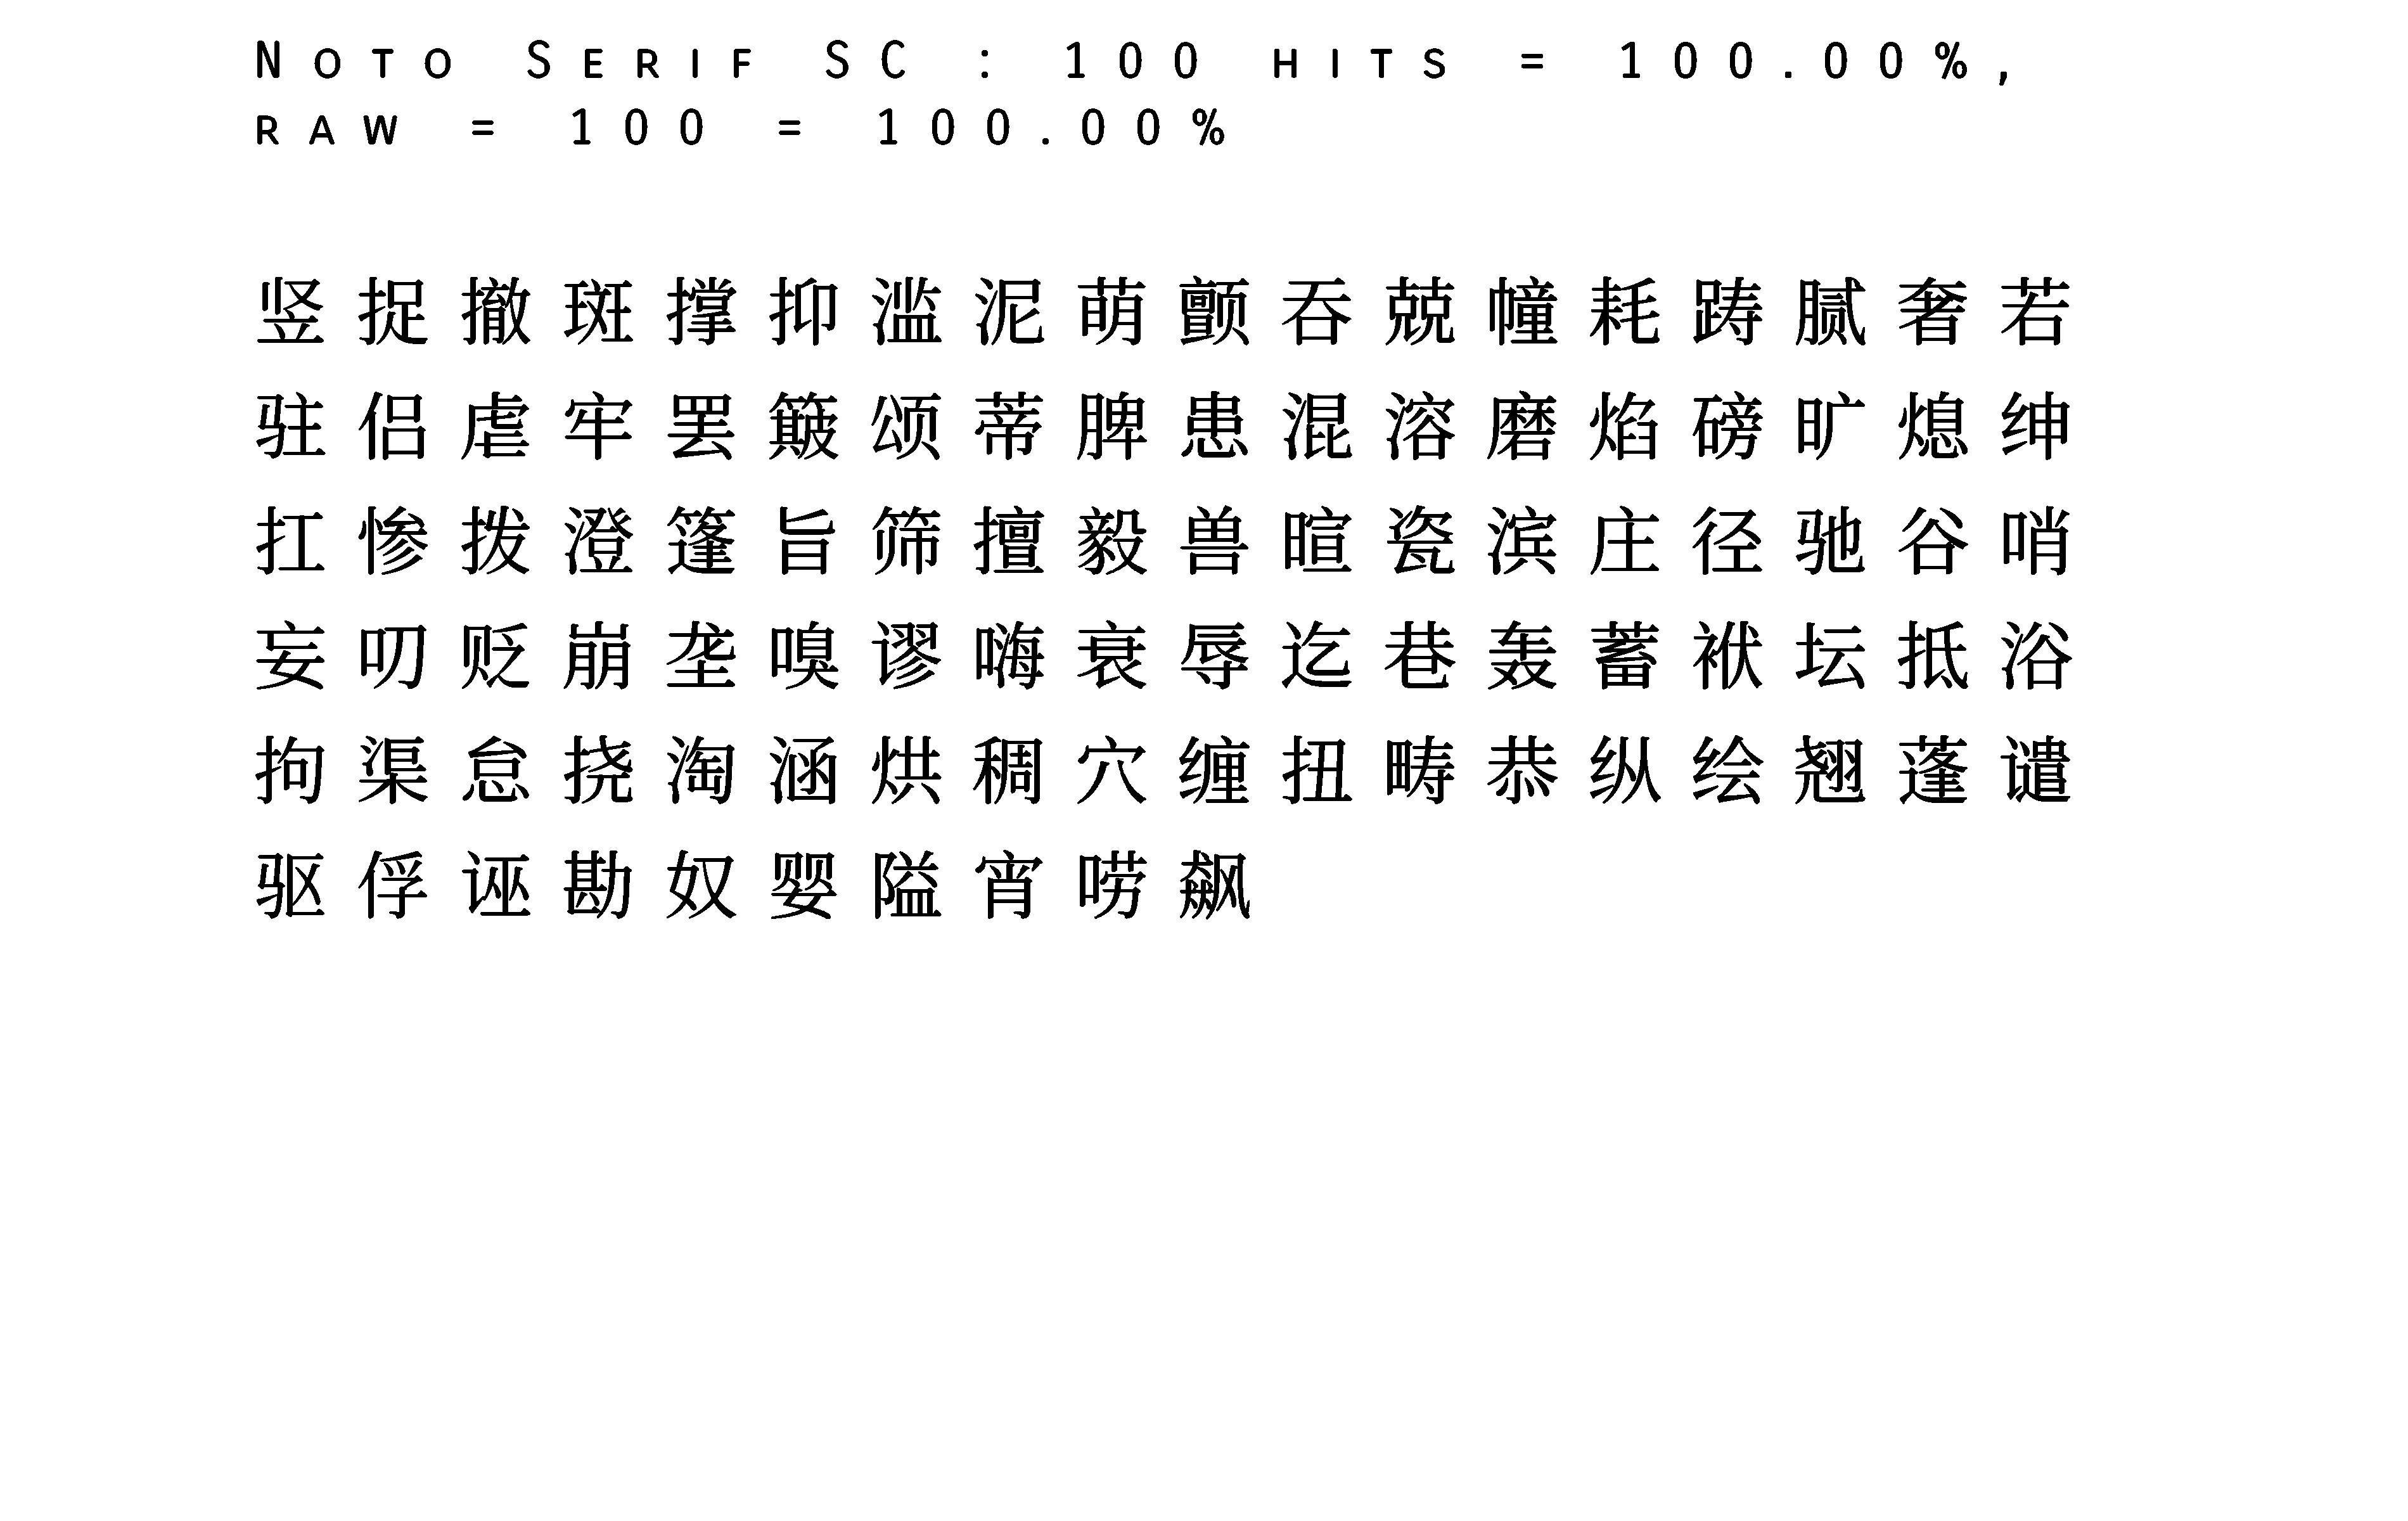 Noto Serif SC : 100 hits = 100.00%,
raw = 100 = 100.00%
竖捉撤斑撑抑滥泥萌颤吞兢幢耗踌腻奢若
驻侣虐牢罢簸颂蒂脾患混溶磨焰磅旷熄绅
扛惨拨澄篷旨筛擅毅兽暄瓷滨庄径驰谷哨
妄叨贬崩垄嗅谬嗨衰辱迄巷轰蓄袱坛抵浴
拘渠怠挠淘涵烘稠穴缠扭畴恭纵绘翘蓬谴
驱俘诬勘奴婴隘宵唠飙